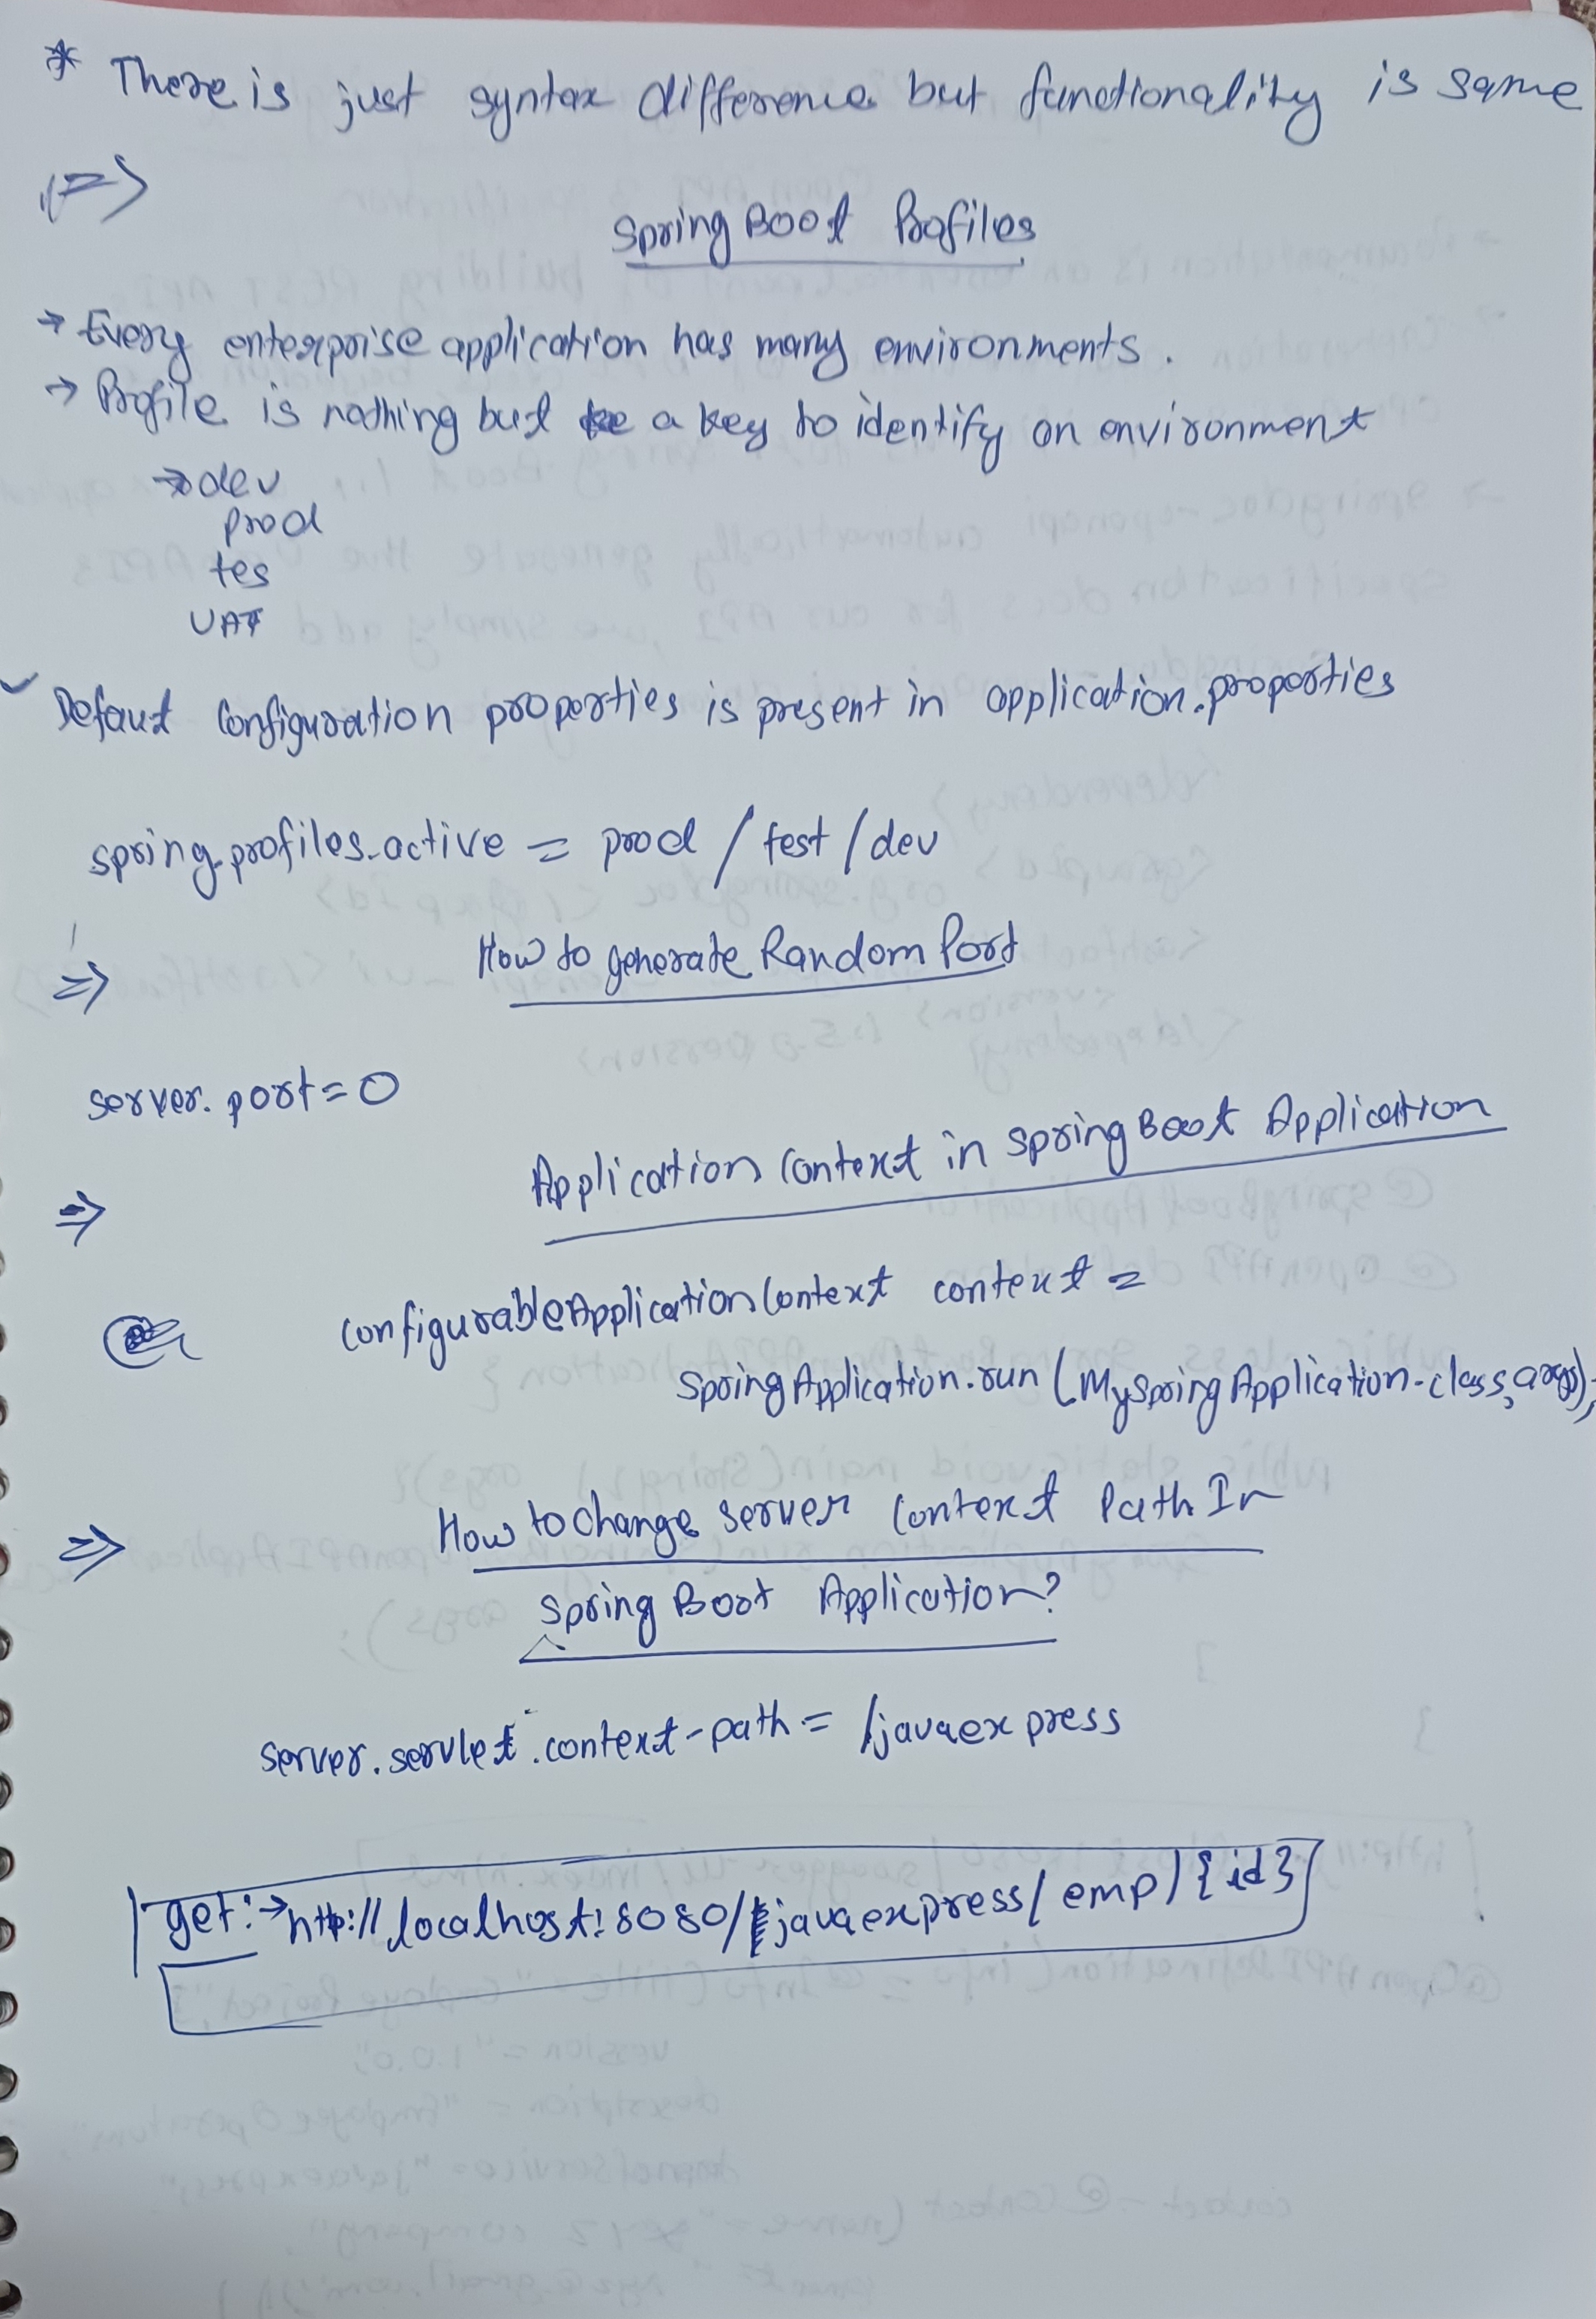 * There is just syntax difference but functionality is same
=>
Spring Boot Profiles
→ Every enterprise application has many environments.
→ Profile is nothing but a key to identify an environment
→ dev
prod
tes
UAT
Defaut Configuration properties is present in application.properties
spring.profiles.active = prod / test / dev
=> How to generate Random Port
server.port=0
=> Application Context in Spring Boot Application
ConfigurableApplicationContext context =
SpringApplication.run (MySpringApplication.class, args);
=> How to change server Context Path In
Spring Boot Application?
server.servlet.context-path = /javaexpress
get:→ http://localhost:8080/javaexpress/emp/{id}